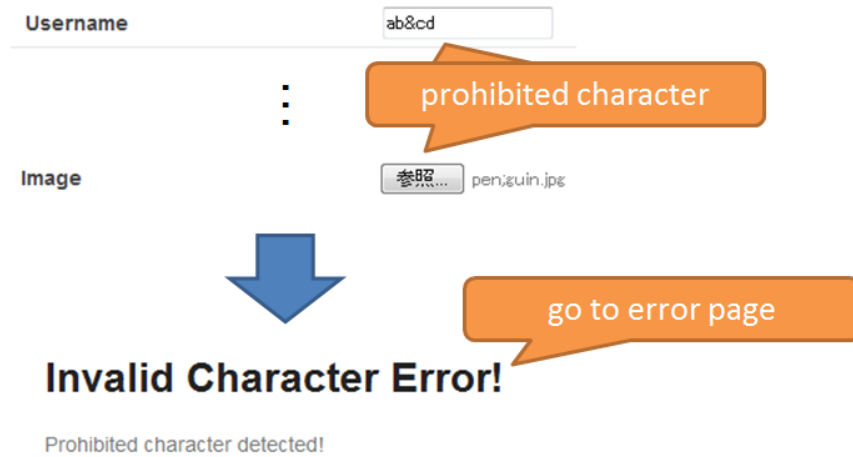 Username ab&cd
prohibited character
Image 参照... pen;guin.jpg
go to error page
Invalid Character Error!
Prohibited character detected!